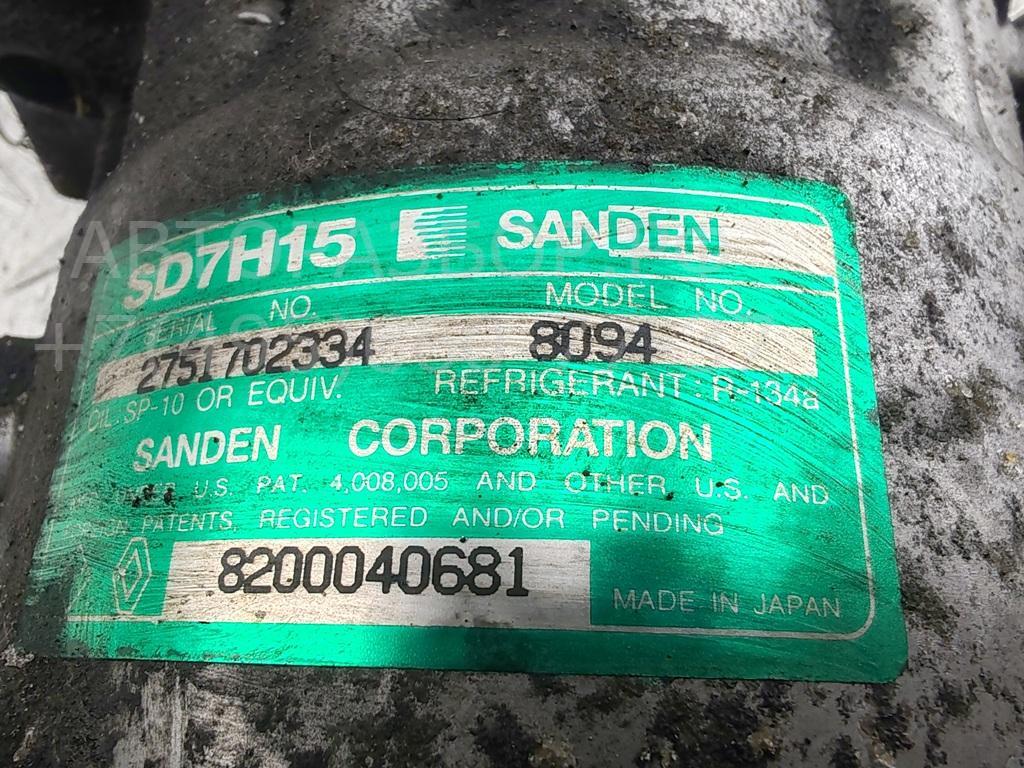 SD7H15 SANDEN
SERIAL NO. MODEL NO.
2751702334 8094
OIL: SP-10 OR EQUIV. REFRIGERANT: R-134a
SANDEN CORPORATION
U.S. PAT. 4,008,005 AND OTHER U.S. AND
PATENTS, REGISTERED AND/OR PENDING
8200040681
MADE IN JAPAN